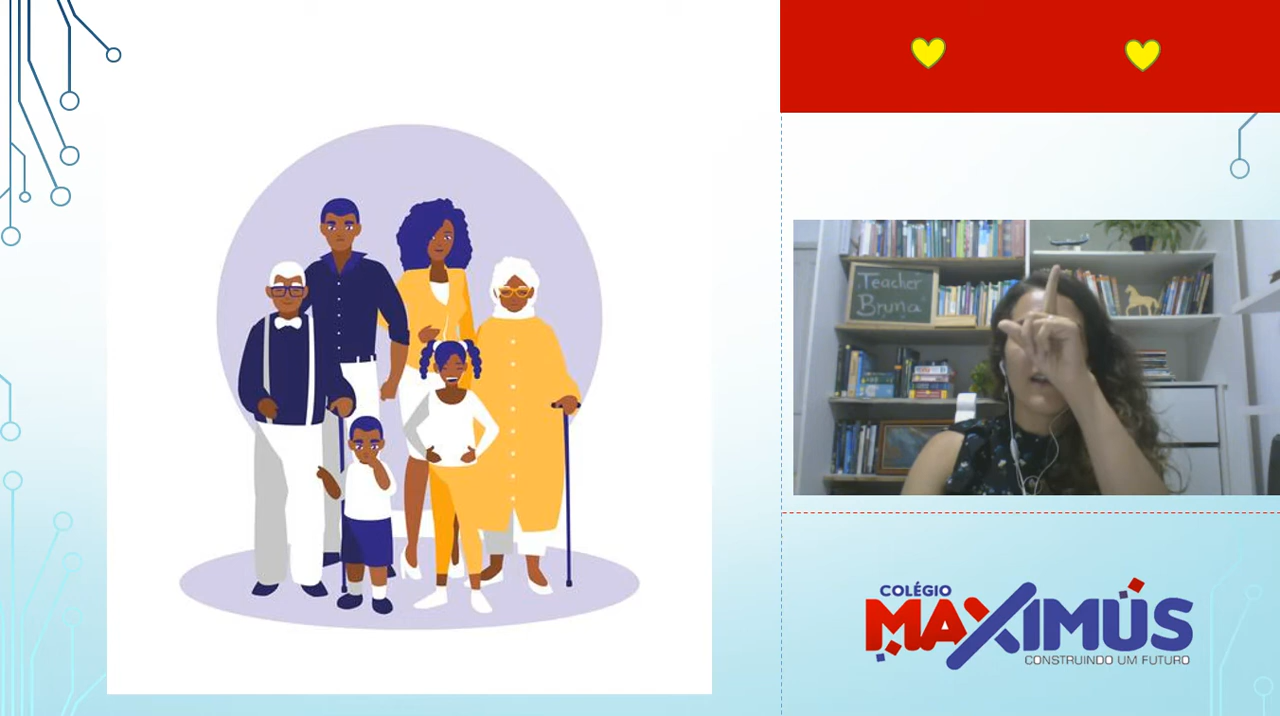 Teacher
Bruna
COLÉGIO
MAXIMÚS
CONSTRUINDO UM FUTURO